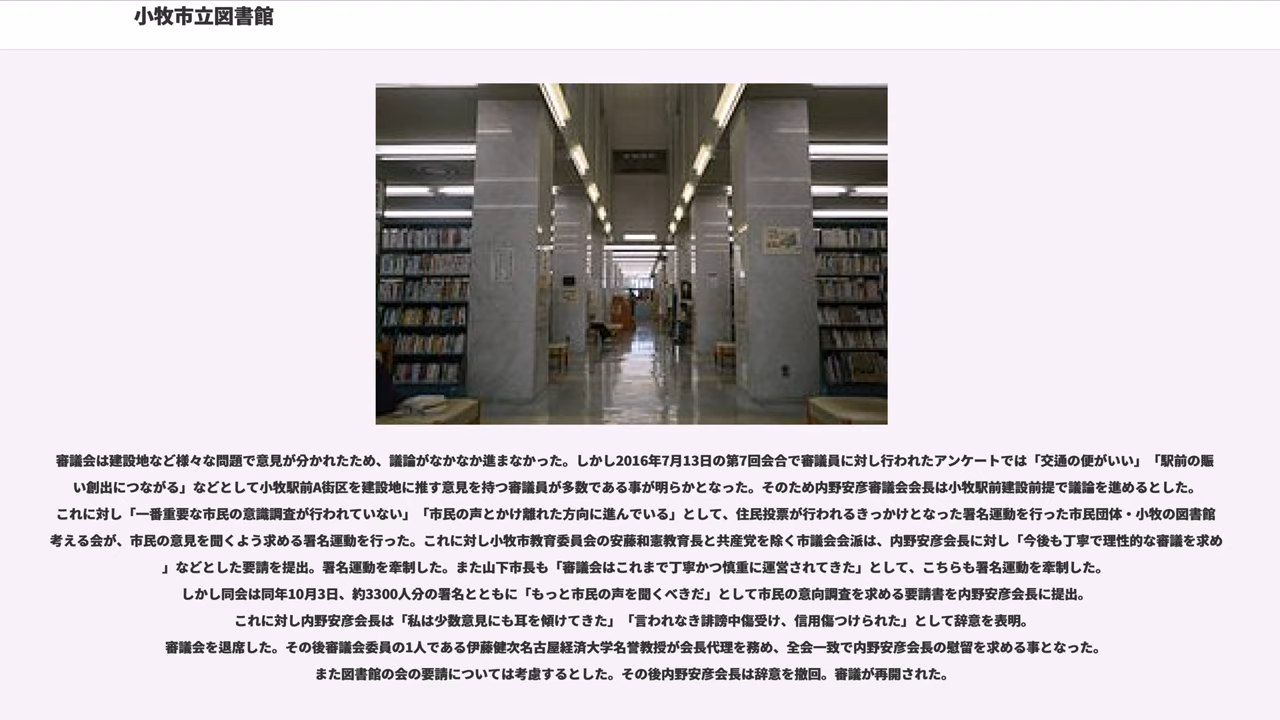 小牧市立図書館
審議会は建設地など様々な問題で意見が分かれたため、議論がなかなか進まなかった。しかし2016年7月13日の第7回会合で審議員に対し行われたアンケートでは「交通の便がいい」「駅前の賑
い創出につながる」などとして小牧駅前A街区を建設地に推す意見を持つ審議員が多数である事が明らかとなった。そのため内野安彦審議会会長は小牧駅前建設前提で議論を進めるとした。
これに対し「一番重要な市民の意識調査が行われていない」「市民の声とかけ離れた方向に進んでいる」として、住民投票が行われるきっかけとなった署名運動を行った市民団体・小牧の図書館
考える会が、市民の意見を聞くよう求める署名運動を行った。これに対し小牧市教育委員会の安藤和憲教育長と共産党を除く市議会会派は、内野安彦会長に対し「今後も丁寧で理性的な審議を求め
」などとした要請を提出。署名運動を牽制した。また山下市長も「審議会はこれまで丁寧かつ慎重に運営されてきた」として、こちらも署名運動を牽制した。
しかし同会は同年10月3日、約3300人分の署名とともに「もっと市民の声を聞くべきだ」として市民の意向調査を求める要請書を内野安彦会長に提出。
これに対し内野安彦会長は「私は少数意見にも耳を傾けてきた」「言われなき誹謗中傷受け、信用傷つけられた」として辞意を表明。
審議会を退席した。その後審議会委員の1人である伊藤健次名古屋経済大学名誉教授が会長代理を務め、全会一致で内野安彦会長の慰留を求める事となった。
また図書館の会の要請については考慮するとした。その後内野安彦会長は辞意を撤回。審議が再開された。